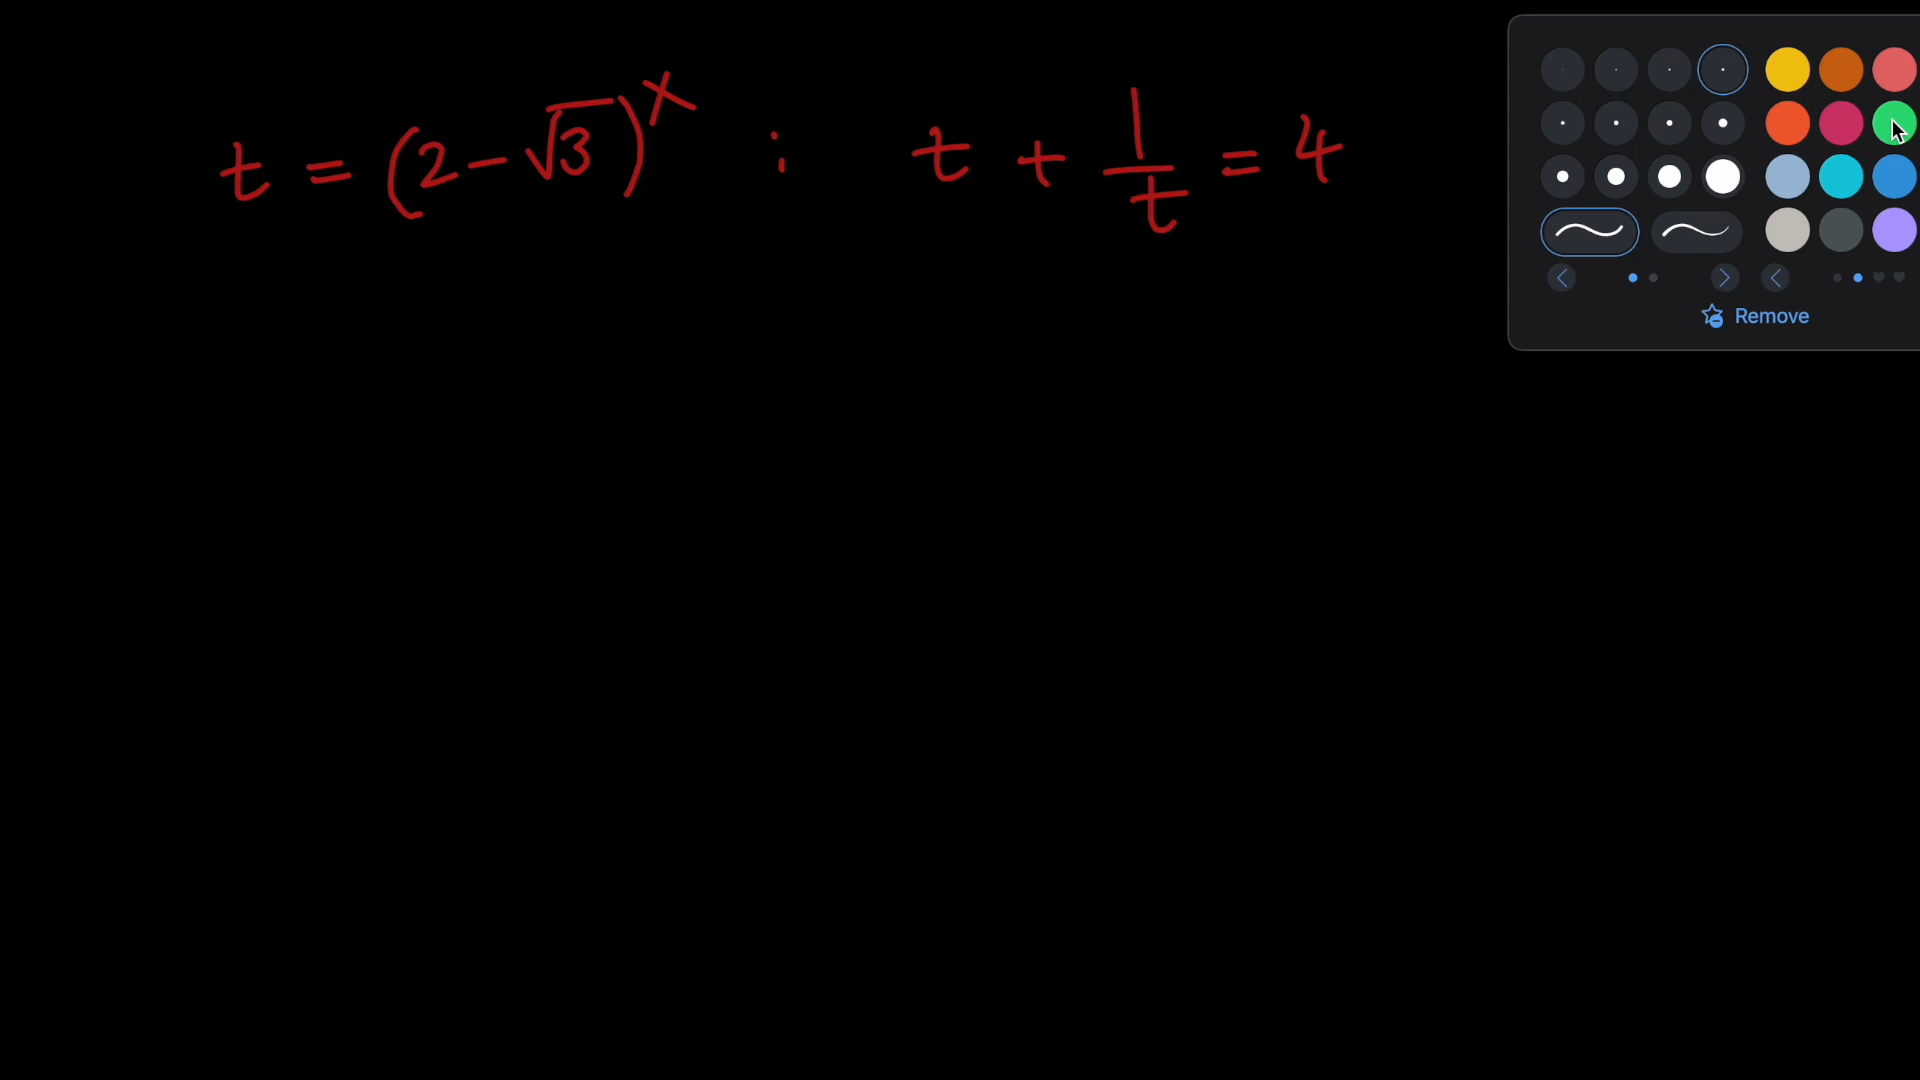 t = (2 - √3)^x : t + 1/t = 4
Remove